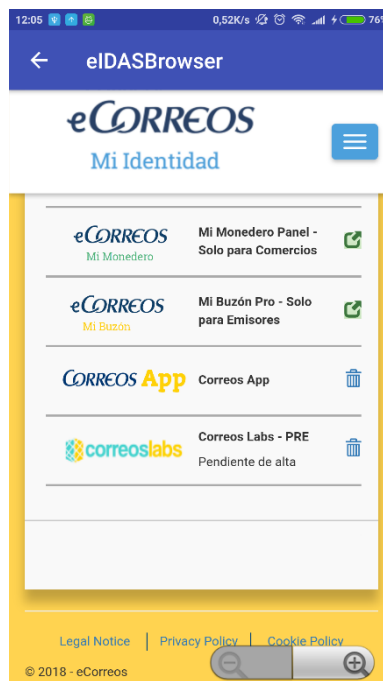 12:05 0,52K/s 76%
eIDASBrowser
eCORREOS
Mi Identidad
eCORREOS
Mi Monedero
Mi Monedero Panel -
Solo para Comercios
eCORREOS
Mi Buzón
Mi Buzón Pro - Solo
para Emisores
CORREOS App
Correos App
correoslabs
Correos Labs - PRE
Pendiente de alta
Legal Notice | Privacy Policy | Cookie Policy
© 2018 - eCorreos